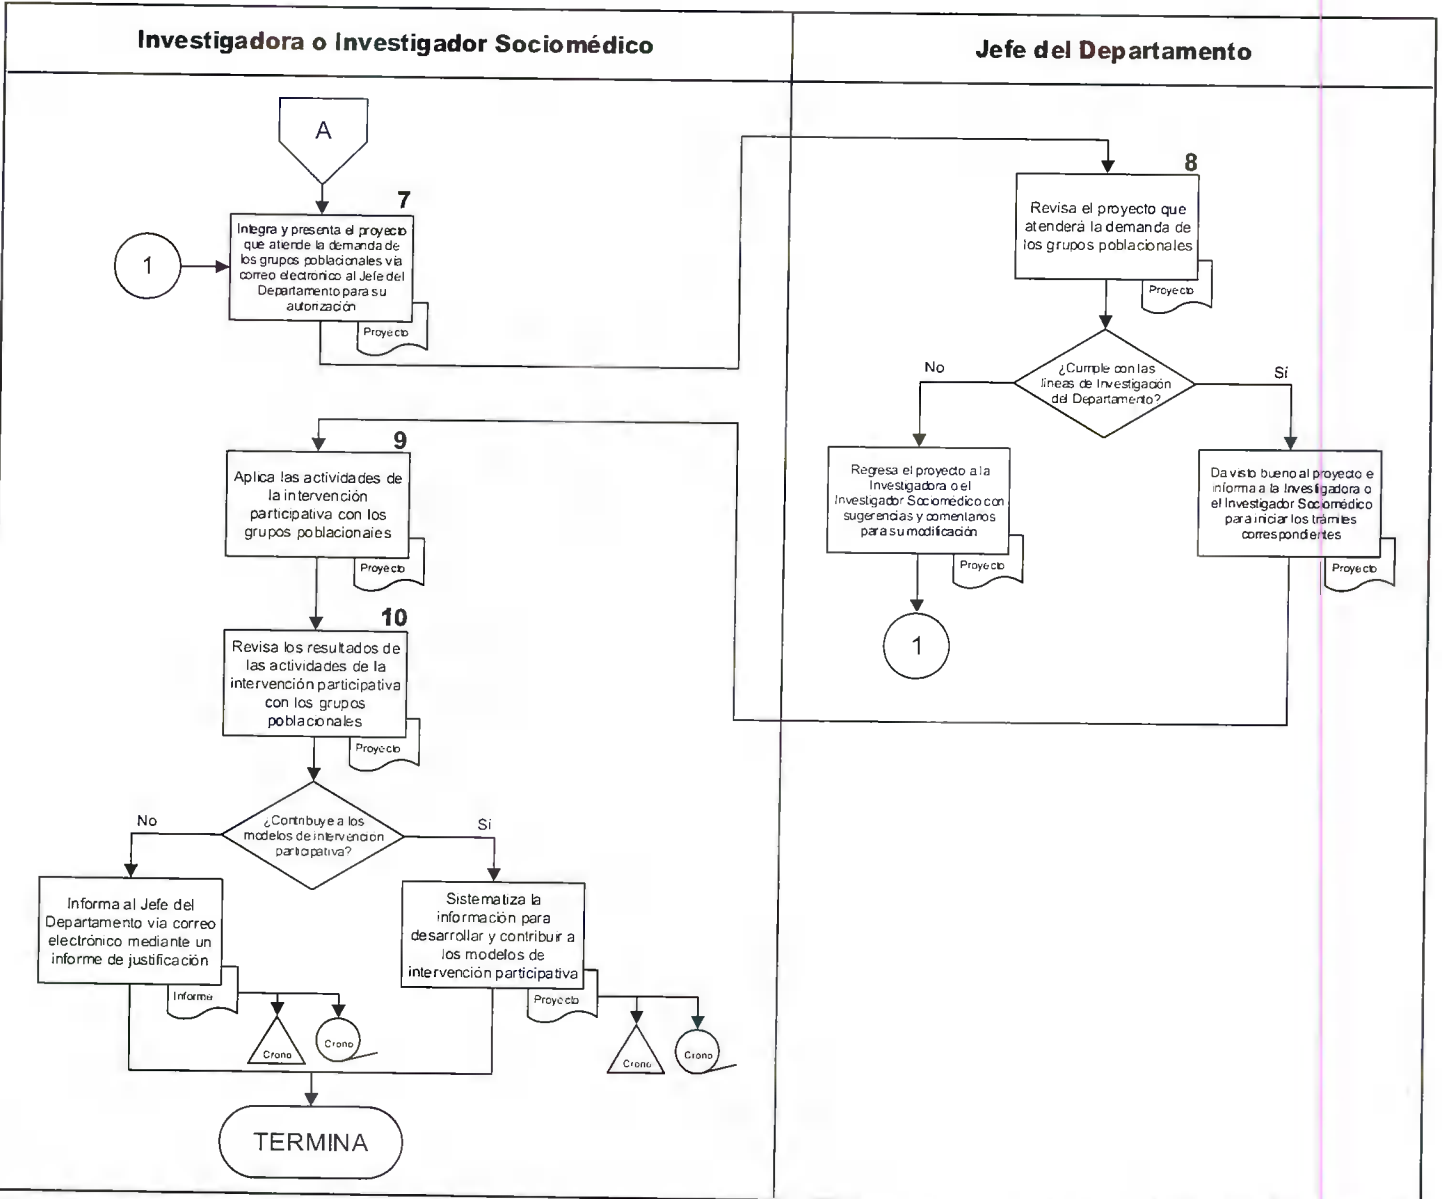 Investigadora o Investigador Sociomédico
Jefe del Departamento
A
7
Integra y presenta el proyecto
que atiende la demanda de
los grupos poblacionales vía
correo electrónico al Jefe del
Departamento para su
autorización
Proyecto
1
8
Revisa el proyecto que
atenderá la demanda de
los grupos poblacionales
Proyecto
¿Cumple con las
líneas de Investigación
del Departamento?
No
Sí
Regresa el proyecto a la
Investigadora o el
Investigador Sociomédico con
sugerencias y comentarios
para su modificación
Proyecto
1
Da visto bueno al proyecto e
informa a la Investigadora o
el Investigador Sociomédico
para iniciar los trámites
correspondientes
Proyecto
9
Aplica las actividades de
la intervención
participativa con los
grupos poblacionales
Proyecto
10
Revisa los resultados de
las actividades de la
intervención participativa
con los grupos
poblacionales
Proyecto
¿Contribuye a los
modelos de intervención
participativa?
No
Sí
Informa al Jefe del
Departamento vía correo
electrónico mediante un
informe de justificación
Informe
Crono
Crono
Sistematiza la
información para
desarrollar y contribuir a
los modelos de
intervención participativa
Proyecto
Crono
Crono
TERMINA